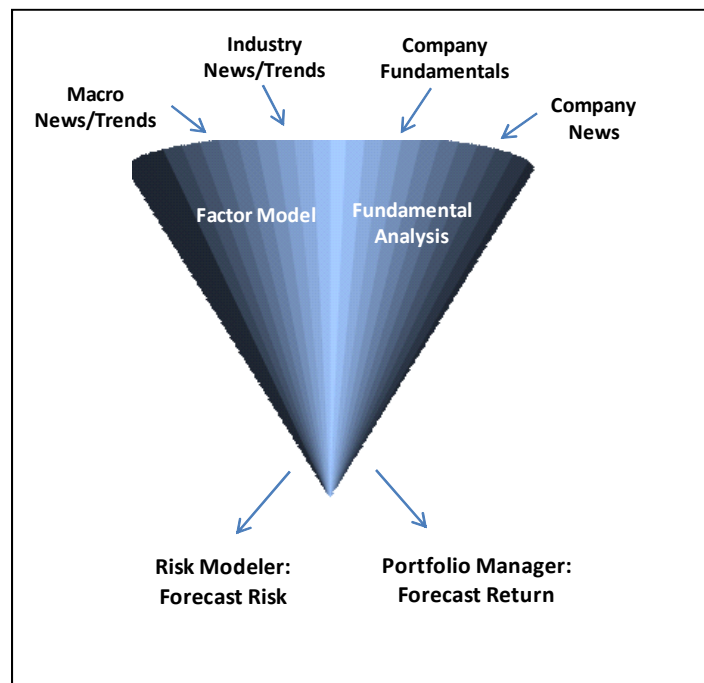 Industry
News/Trends
Company
Fundamentals
Macro
News/Trends
Company
News
Factor Model
Fundamental
Analysis
Risk Modeler:
Forecast Risk
Portfolio Manager:
Forecast Return